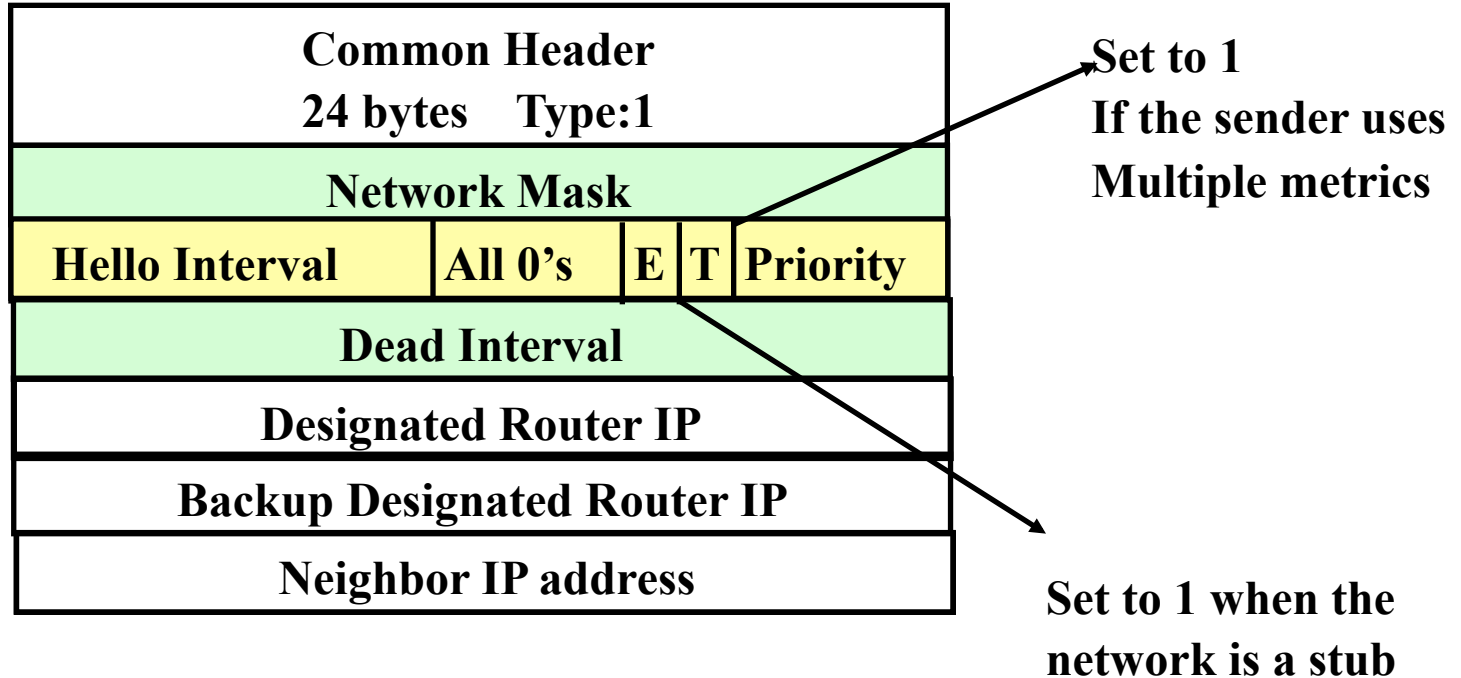 Common Header
24 bytes Type:1
Network Mask
Hello Interval All 0’s E T Priority
Dead Interval
Designated Router IP
Backup Designated Router IP
Neighbor IP address
Set to 1
If the sender uses
Multiple metrics
Set to 1 when the
network is a stub